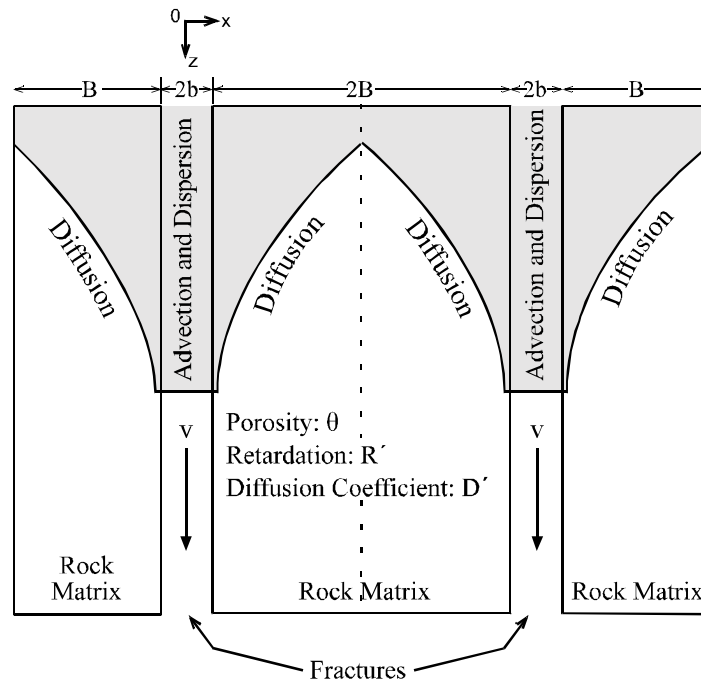 0
x
z
B
2b
2B
2b
B
Advection and Dispersion
Advection and Dispersion
Diffusion
Diffusion
Diffusion
Diffusion
v
v
Porosity: θ
Retardation: R´
Diffusion Coefficient: D´
Rock
Matrix
Rock Matrix
Rock Matrix
Fractures